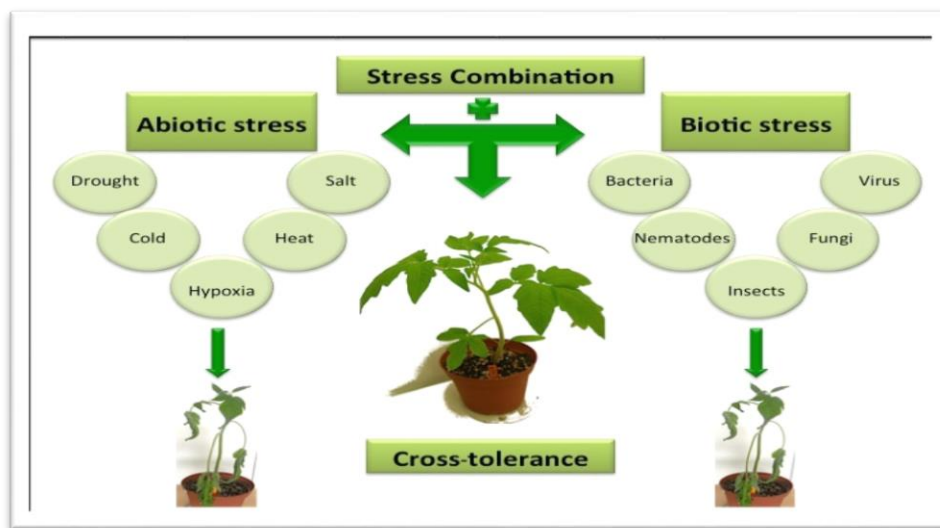 Stress Combination
Abiotic stress
Biotic stress
Drought
Salt
Cold
Heat
Hypoxia
Bacteria
Virus
Nematodes
Fungi
Insects
Cross-tolerance